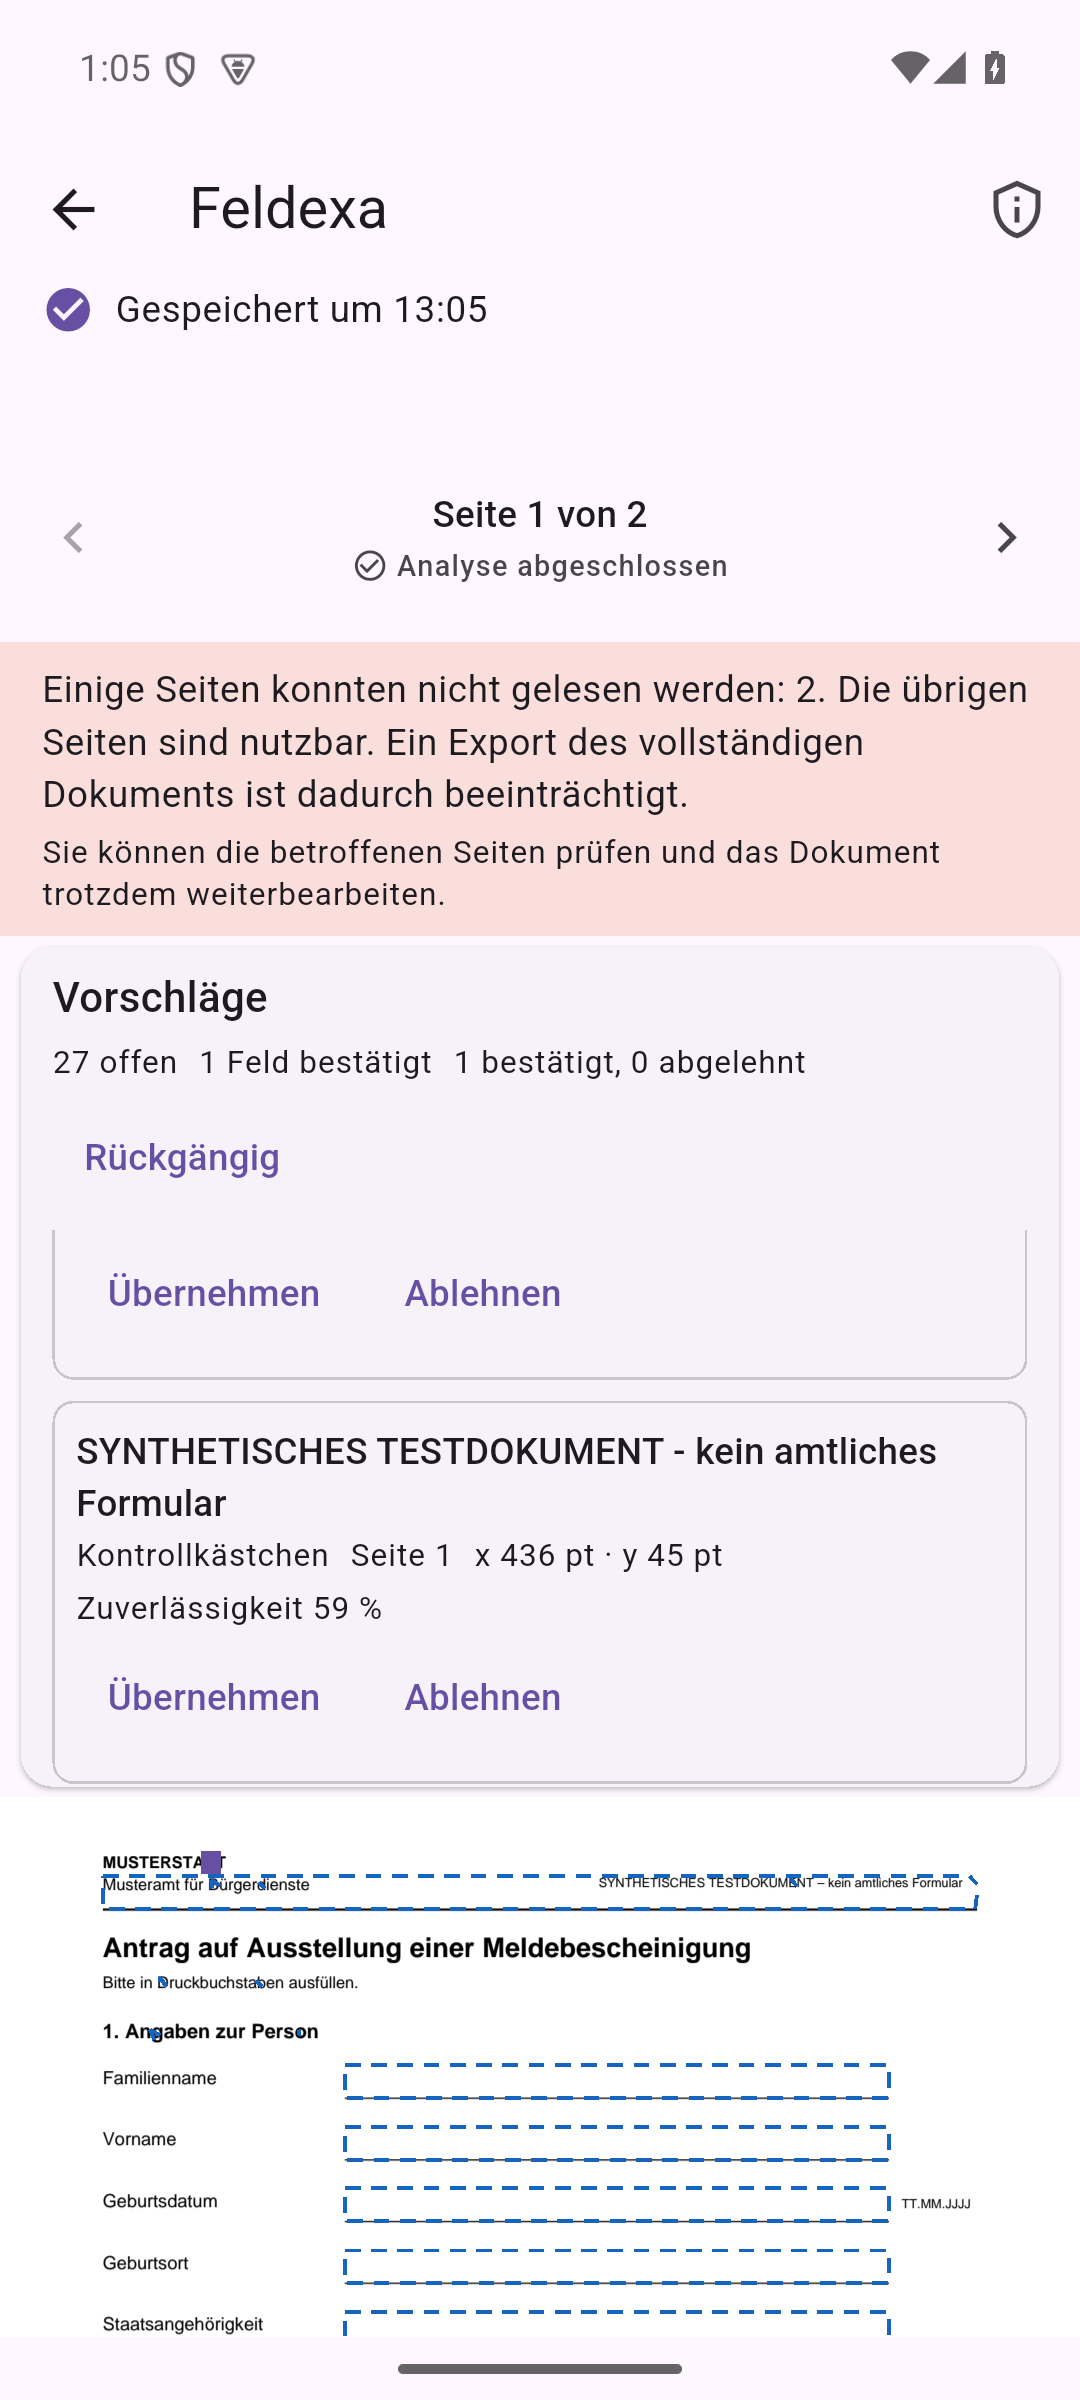 1:05
Feldexa
Gespeichert um 13:05
Seite 1 von 2
Analyse abgeschlossen
Einige Seiten konnten nicht gelesen werden: 2. Die übrigen
Seiten sind nutzbar. Ein Export des vollständigen
Dokuments ist dadurch beeinträchtigt.
Sie können die betroffenen Seiten prüfen und das Dokument
trotzdem weiterbearbeiten.
Vorschläge
27 offen 1 Feld bestätigt 1 bestätigt, 0 abgelehnt
Rückgängig
Übernehmen Ablehnen
SYNTHETISCHES TESTDOKUMENT - kein amtliches
Formular
Kontrollkästchen Seite 1 x 436 pt · y 45 pt
Zuverlässigkeit 59 %
Übernehmen Ablehnen
Musteramt für Bürgerdienste SYNTHETISCHES TESTDOKUMENT – kein amtliches Formular
Antrag auf Ausstellung einer Meldebescheinigung
Bitte in Druckbuchstaben ausfüllen.
1. Angaben zur Person
Familienname
Vorname
Geburtsdatum TT.MM.JJJJ
Geburtsort
Staatsangehörigkeit